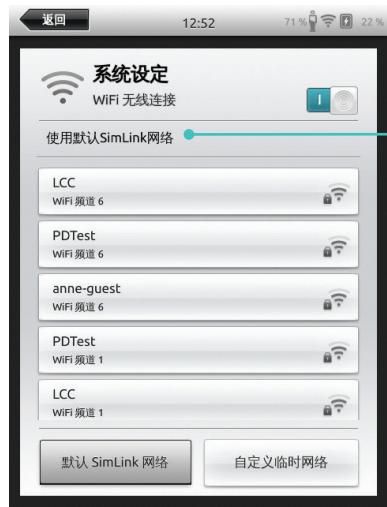 返回
12:52
71 %
22 %
系统设定
WiFi 无线连接
I
使用默认SimLink网络
LCC
WiFi 频道 6
PDTest
WiFi 频道 6
anne-guest
WiFi 频道 6
PDTest
WiFi 频道 1
LCC
WiFi 频道 1
默认 SimLink 网络
自定义临时网络